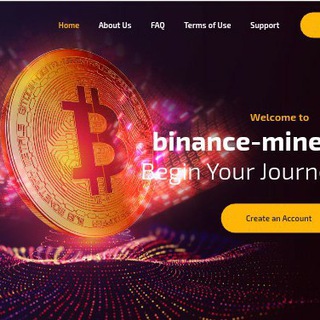 Home About Us FAQ Terms of Use Support
Welcome to
binance-mine
Begin Your Journ
Create an Account